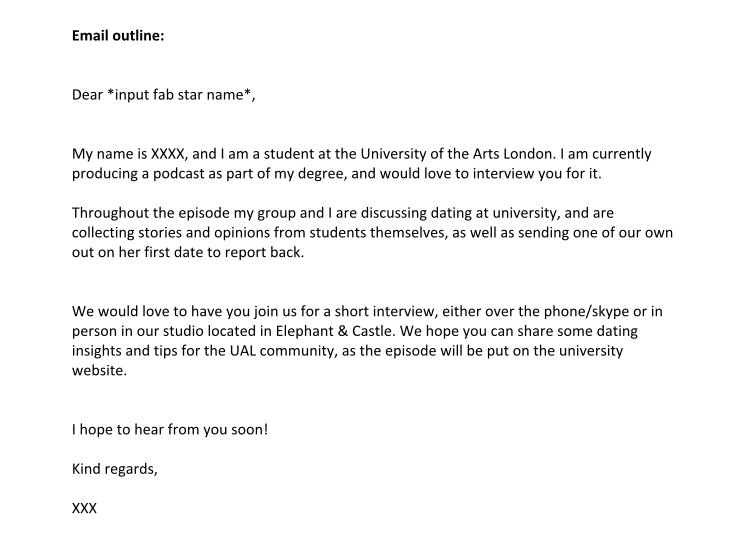 Email outline:
Dear *input fab star name*,
My name is XXXX, and I am a student at the University of the Arts London. I am currently
producing a podcast as part of my degree, and would love to interview you for it.
Throughout the episode my group and I are discussing dating at university, and are
collecting stories and opinions from students themselves, as well as sending one of our own
out on her first date to report back.
We would love to have you join us for a short interview, either over the phone/skype or in
person in our studio located in Elephant & Castle. We hope you can share some dating
insights and tips for the UAL community, as the episode will be put on the university
website.
I hope to hear from you soon!
Kind regards,
XXX